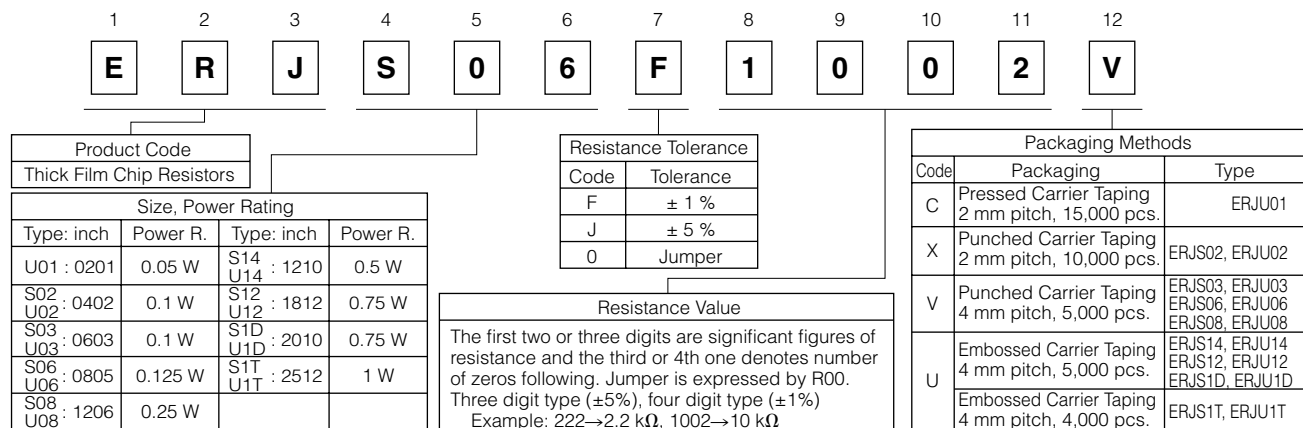 1 2 3 4 5 6 7 8 9 10 11 12
E R J S 0 6 F 1 0 0 2 V
Product Code
Thick Film Chip Resistors
Size, Power Rating
Type: inch Power R. Type: inch Power R.
U01 : 0201 0.05 W S14 U14 : 1210 0.5 W
S02 U02 : 0402 0.1 W S12 U12 : 1812 0.75 W
S03 U03 : 0603 0.1 W S1D U1D : 2010 0.75 W
S06 U06 : 0805 0.125 W S1T U1T : 2512 1 W
S08 U08 : 1206 0.25 W
Resistance Tolerance
Code Tolerance
F ± 1 %
J ± 5 %
0 Jumper
Resistance Value
The first two or three digits are significant figures of
resistance and the third or 4th one denotes number
of zeros following. Jumper is expressed by R00.
Three digit type (±5%), four digit type (±1%)
Example: 222→2.2 kΩ, 1002→10 kΩ
Packaging Methods
Code Packaging Type
C Pressed Carrier Taping
2 mm pitch, 15,000 pcs. ERJU01
X Punched Carrier Taping
2 mm pitch, 10,000 pcs. ERJS02, ERJU02
V Punched Carrier Taping
4 mm pitch, 5,000 pcs.
ERJS03, ERJU03
ERJS06, ERJU06
ERJS08, ERJU08
U Embossed Carrier Taping
4 mm pitch, 5,000 pcs.
ERJS14, ERJU14
ERJS12, ERJU12
ERJS1D, ERJU1D
Embossed Carrier Taping
4 mm pitch, 4,000 pcs. ERJS1T, ERJU1T